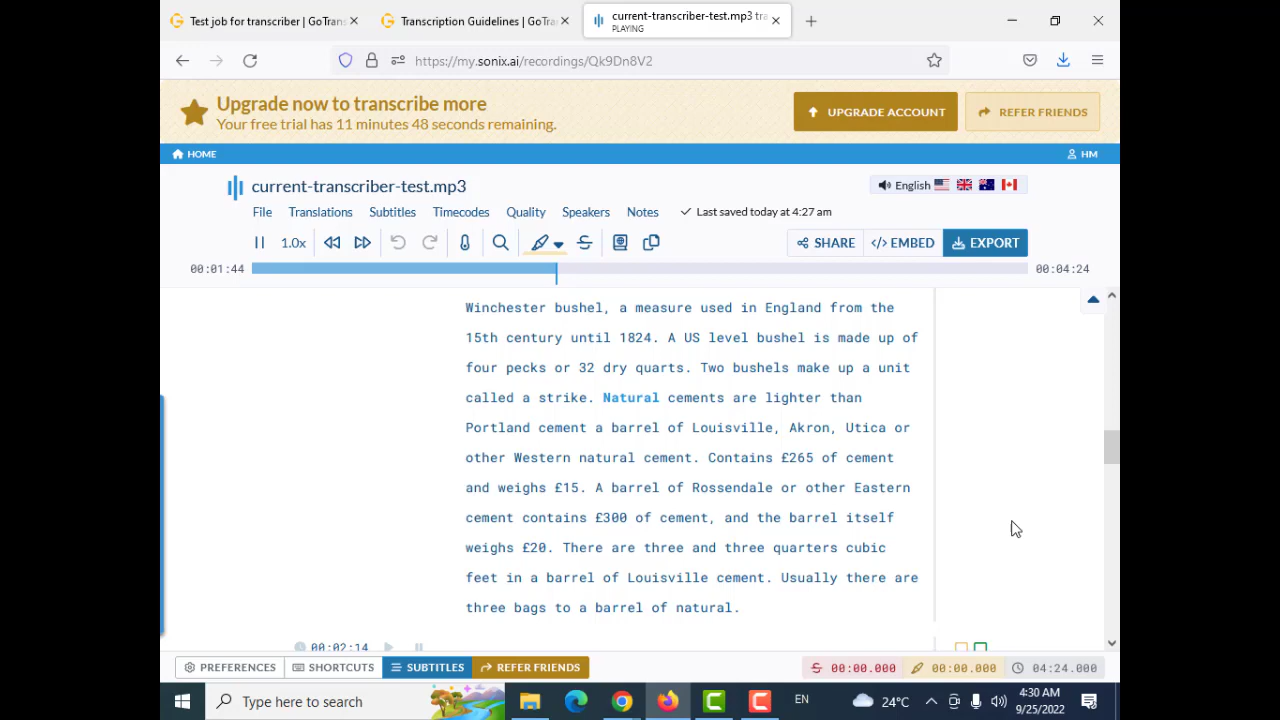 Test job for transcriber | GoTrans
Transcription Guidelines | GoTra
current-transcriber-test.mp3 tra
PLAYING
https://my.sonix.ai/recordings/Qk9Dn8V2
Upgrade now to transcribe more
Your free trial has 11 minutes 48 seconds remaining.
UPGRADE ACCOUNT
REFER FRIENDS
HOME
HM
current-transcriber-test.mp3
English
File Translations Subtitles Timecodes Quality Speakers Notes Last saved today at 4:27 am
1.0x
SHARE
</> EMBED
EXPORT
00:01:44
00:04:24
Winchester bushel, a measure used in England from the
15th century until 1824. A US level bushel is made up of
four pecks or 32 dry quarts. Two bushels make up a unit
called a strike. Natural cements are lighter than
Portland cement a barrel of Louisville, Akron, Utica or
other Western natural cement. Contains £265 of cement
and weighs £15. A barrel of Rossendale or other Eastern
cement contains £300 of cement, and the barrel itself
weighs £20. There are three and three quarters cubic
feet in a barrel of Louisville cement. Usually there are
three bags to a barrel of natural.
00:02:14
PREFERENCES
SHORTCUTS
SUBTITLES
REFER FRIENDS
00:00.000
00:00.000
04:24.000
Type here to search
EN
24°C
4:30 AM
9/25/2022